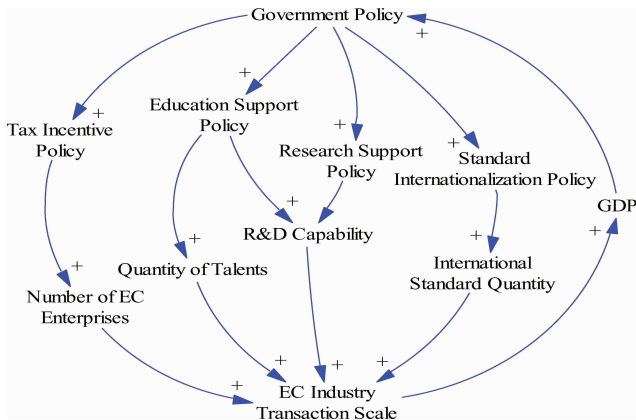 Government Policy
+
+
Education Support
Policy
+
Tax Incentive
Policy
+
Research Support
Policy
+
Standard
Internationalization Policy
GDP
+
R&D Capability
+
+
+
Quantity of Talents
+
International
Standard Quantity
+
Number of EC
Enterprises
+
+
+
+
EC Industry
Transaction Scale